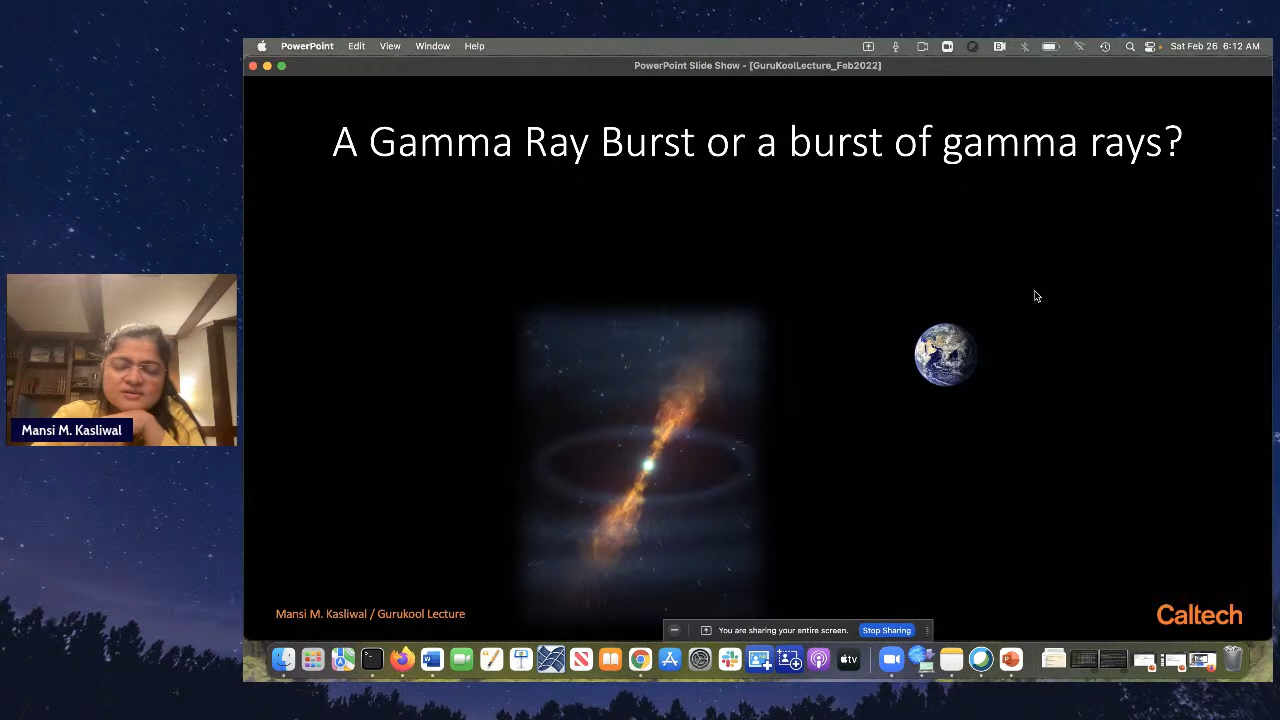 PowerPoint Edit View Window Help
Sat Feb 26 6:12 AM
PowerPoint Slide Show - [GuruKoolLecture_Feb2022]
A Gamma Ray Burst or a burst of gamma rays?
Mansi M. Kasliwal
Mansi M. Kasliwal / Gurukool Lecture
Caltech
You are sharing your entire screen. Stop Sharing
tv